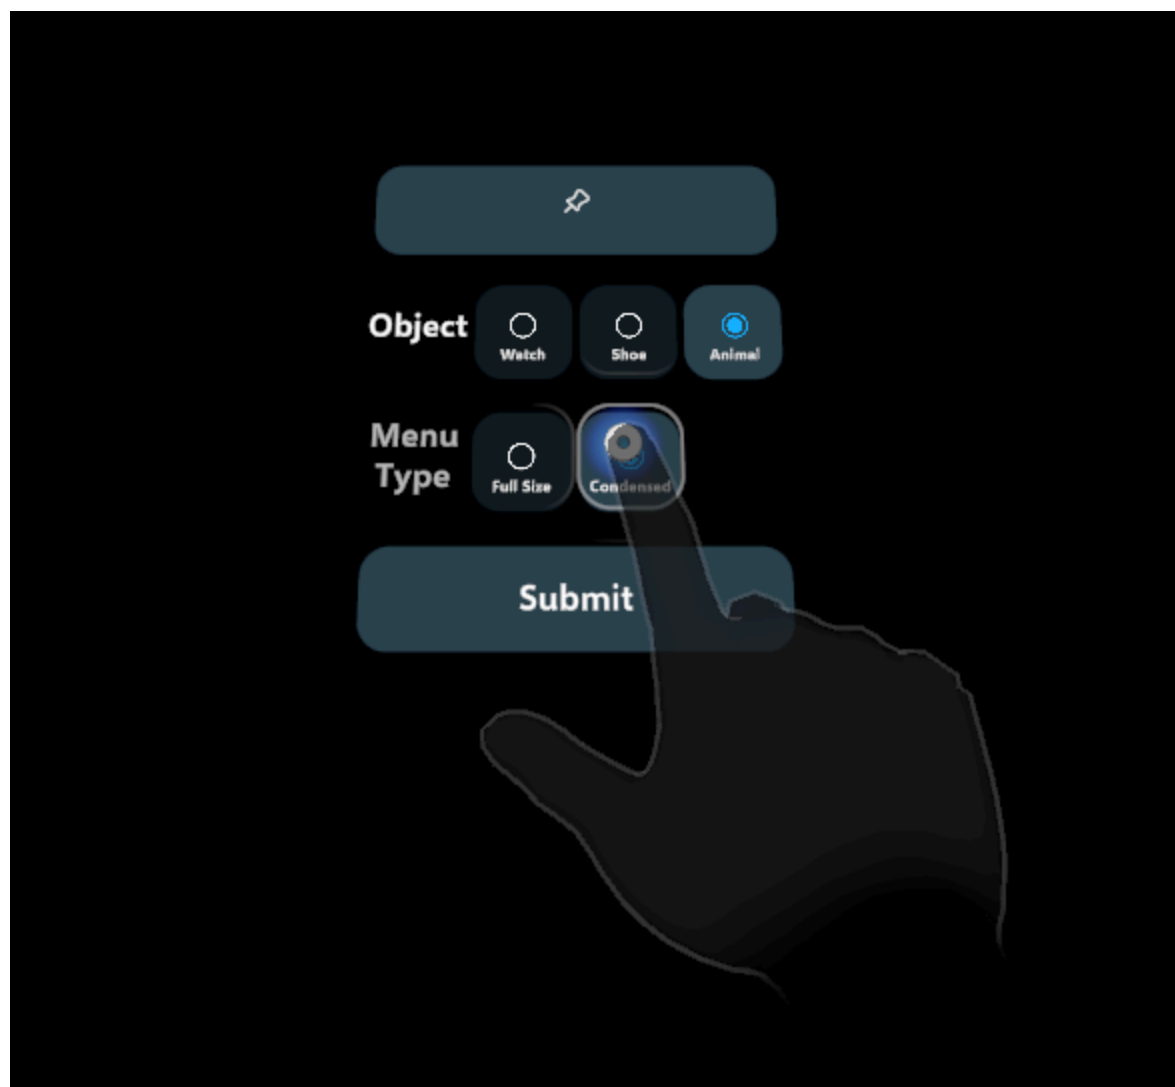 Object
Watch
Shoe
Animal
Menu
Type
Full Size
Condensed
Submit